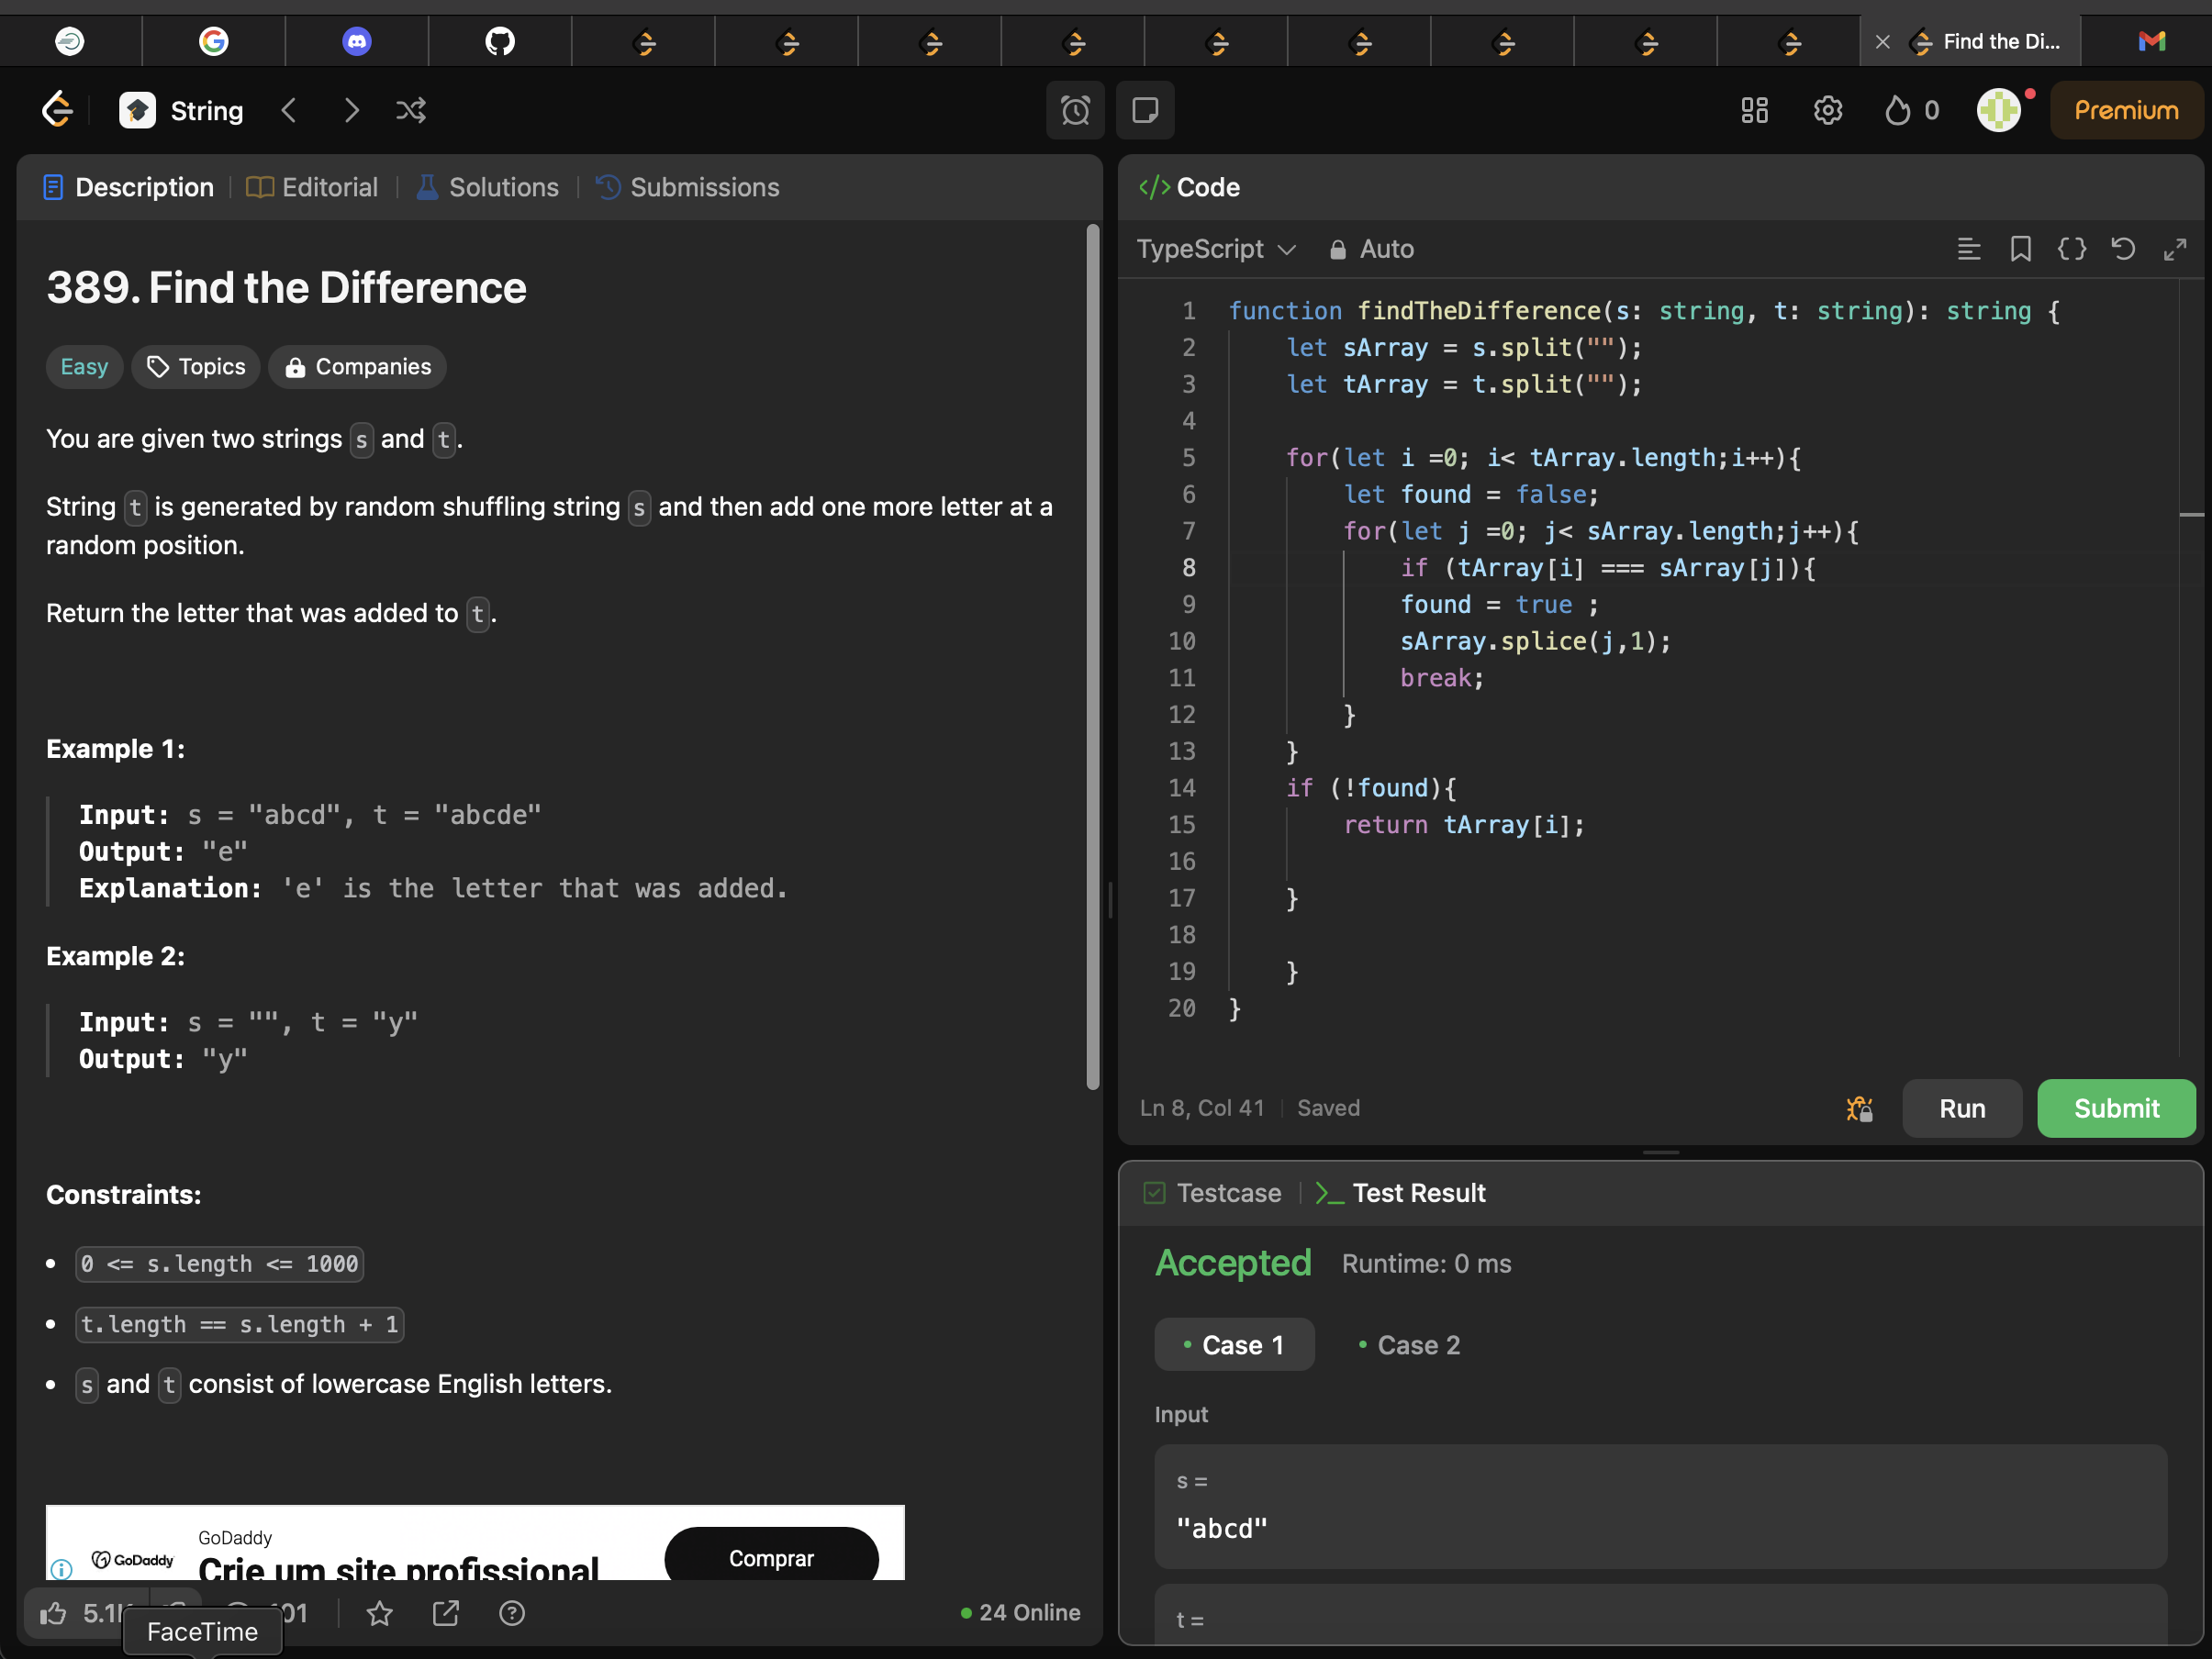 Find the Di...
String
0
Premium
Description
Editorial
Solutions
Submissions
389. Find the Difference
Easy
Topics
Companies
You are given two strings s and t.
String t is generated by random shuffling string s and then add one more letter at a
random position.
Return the letter that was added to t.
Example 1:
Input: s = "abcd", t = "abcde"
Output: "e"
Explanation: 'e' is the letter that was added.
Example 2:
Input: s = "", t = "y"
Output: "y"
Constraints:
0 <= s.length <= 1000
t.length == s.length + 1
s and t consist of lowercase English letters.
GoDaddy
GoDaddy
Crie um site profissional
Comprar
24 Online
FaceTime
</> Code
TypeScript
Auto
1 function findTheDifference(s: string, t: string): string {
2 let sArray = s.split("");
3 let tArray = t.split("");
4
5 for(let i =0; i< tArray.length;i++){
6 let found = false;
7 for(let j =0; j< sArray.length;j++){
8 if (tArray[i] === sArray[j]){
9 found = true ;
10 sArray.splice(j,1);
11 break;
12 }
13 }
14 if (!found){
15 return tArray[i];
16
17 }
18
19 }
20 }
Ln 8, Col 41
Saved
Run
Submit
Testcase
Test Result
Accepted
Runtime: 0 ms
Case 1
Case 2
Input
s =
"abcd"
t =